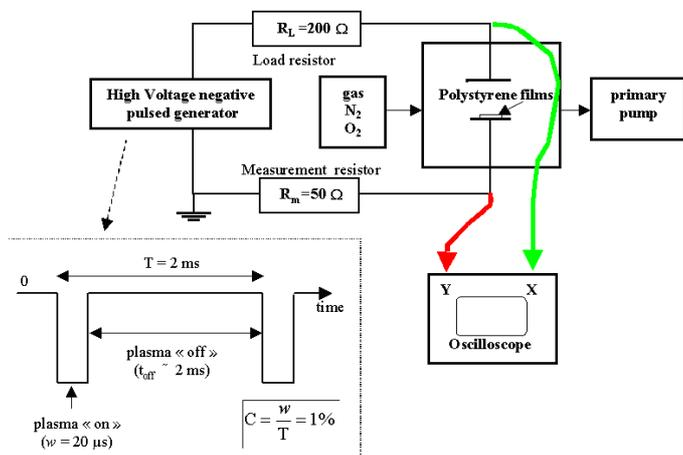 R_L =200 Ω
Load resistor
High Voltage negative
pulsed generator
gas
N₂
O₂
Polystyrene films
primary
pump
Measurement resistor
R_m=50 Ω
T = 2 ms
0
time
plasma « off »
(t_off ~ 2 ms)
plasma « on »
(w = 20 µs)
C = w/T = 1%
Y X
Oscilloscope